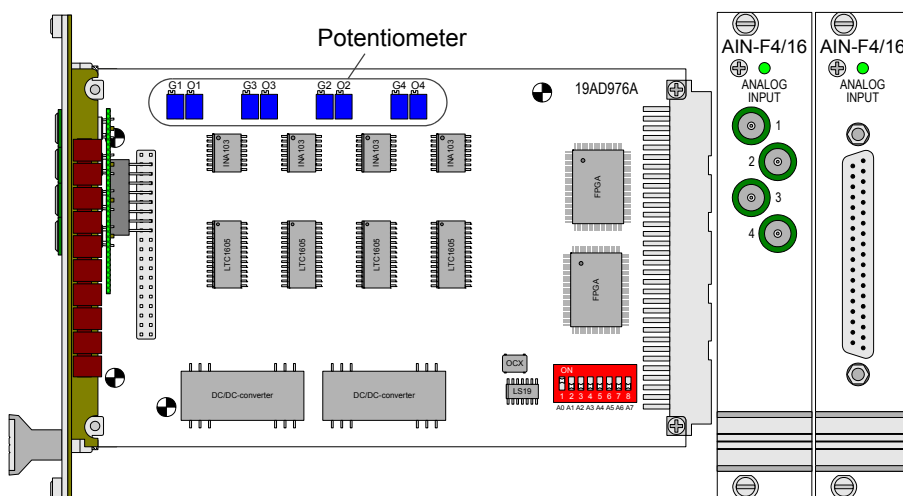 Potentiometer
G1 O1 G3 O3 G2 O2 G4 O4
19AD976A
INA103 INA103 INA103 INA103
FPGA
LTC1605 LTC1605 LTC1605 LTC1605
FPGA
OCX
LS19
DC/DC-converter DC/DC-converter
ON
1 2 3 4 5 6 7 8
A0 A1 A2 A3 A4 A5 A6 A7
AIN-F4/16
ANALOG
INPUT
1
2
3
4
AIN-F4/16
ANALOG
INPUT